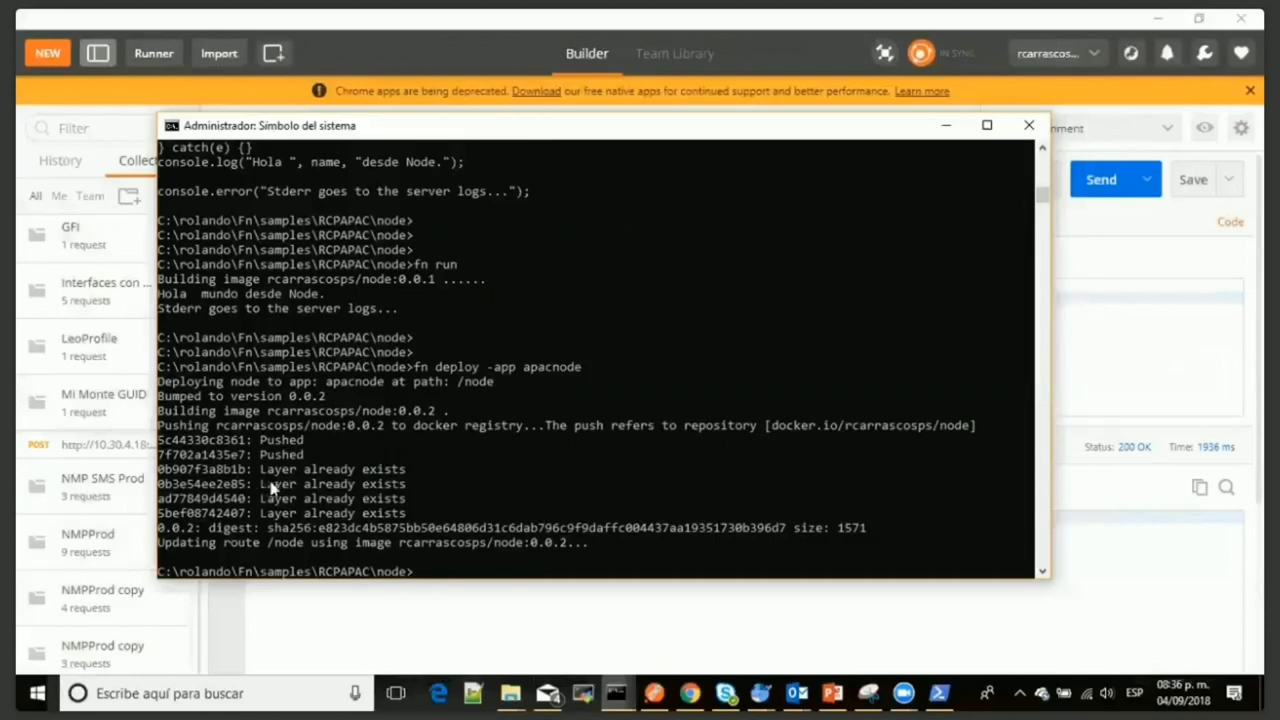 NEW
Runner
Import
Builder
Team Library
IN SYNC
rcarrascos...
Chrome apps are being deprecated. Download our free native apps for continued support and better performance. Learn more
Filter
History
Collec
All Me Team
GFI
1 request
Interfaces con ...
5 requests
LeoProfile
1 request
Mi Monte GUID
1 request
POST http://10.30.4.18:...
NMP SMS Prod
3 requests
NMPProd
9 requests
NMPProd copy
4 requests
NMPProd copy
3 requests
Administrador: Símbolo del sistema
} catch(e) {}
console.log("Hola ", name, "desde Node.");
console.error("Stderr goes to the server logs...");
C:\rolando\Fn\samples\RCPAPAC\node>
C:\rolando\Fn\samples\RCPAPAC\node>
C:\rolando\Fn\samples\RCPAPAC\node>
C:\rolando\Fn\samples\RCPAPAC\node>fn run
Building image rcarrascosps/node:0.0.1 ......
Hola  mundo desde Node.
Stderr goes to the server logs...
C:\rolando\Fn\samples\RCPAPAC\node>
C:\rolando\Fn\samples\RCPAPAC\node>
C:\rolando\Fn\samples\RCPAPAC\node>fn deploy -app apacnode
Deploying node to app: apacnode at path: /node
Bumped to version 0.0.2
Building image rcarrascosps/node:0.0.2 .
Pushing rcarrascosps/node:0.0.2 to docker registry...The push refers to repository [docker.io/rcarrascosps/node]
5c44330c8361: Pushed
7f702a1435e7: Pushed
0b907f3a8b1b: Layer already exists
0b3e54ee2e85: Layer already exists
ad77849d4540: Layer already exists
5bef08742407: Layer already exists
0.0.2: digest: sha256:e823dc4b5875bb50e64806d31c6dab796c9f9daffc004437aa19351730b396d7 size: 1571
Updating route /node using image rcarrascosps/node:0.0.2...
C:\rolando\Fn\samples\RCPAPAC\node>
nment
Send
Save
Code
Status: 200 OK Time: 1936 ms
Escribe aquí para buscar
ESP
08:36 p. m.
04/09/2018